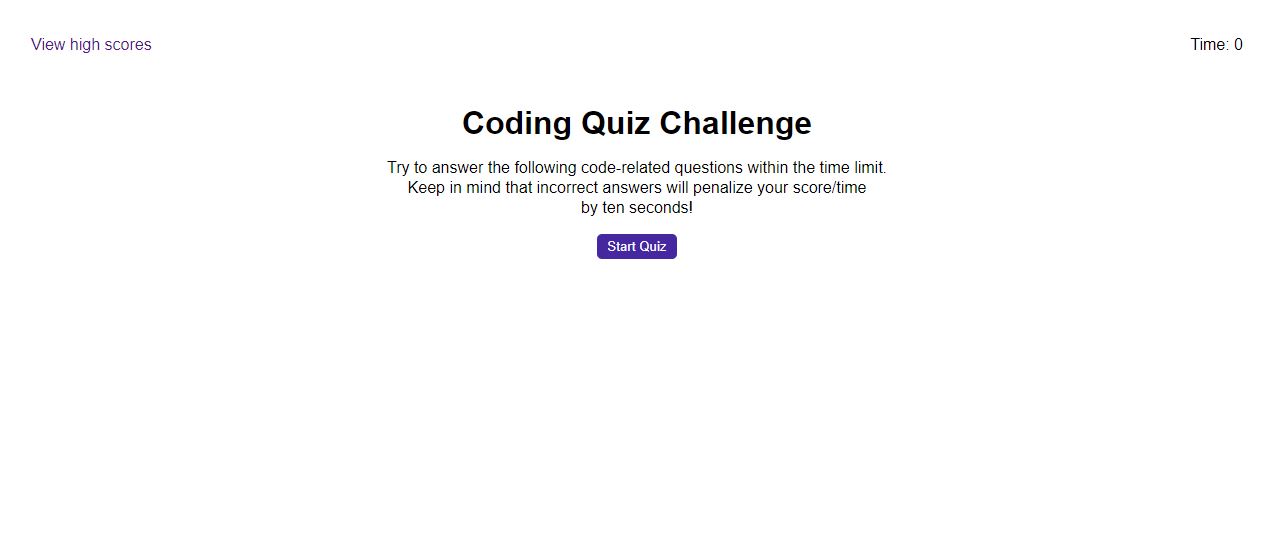 View high scores
Time: 0
Coding Quiz Challenge
Try to answer the following code-related questions within the time limit.
Keep in mind that incorrect answers will penalize your score/time
by ten seconds!
Start Quiz